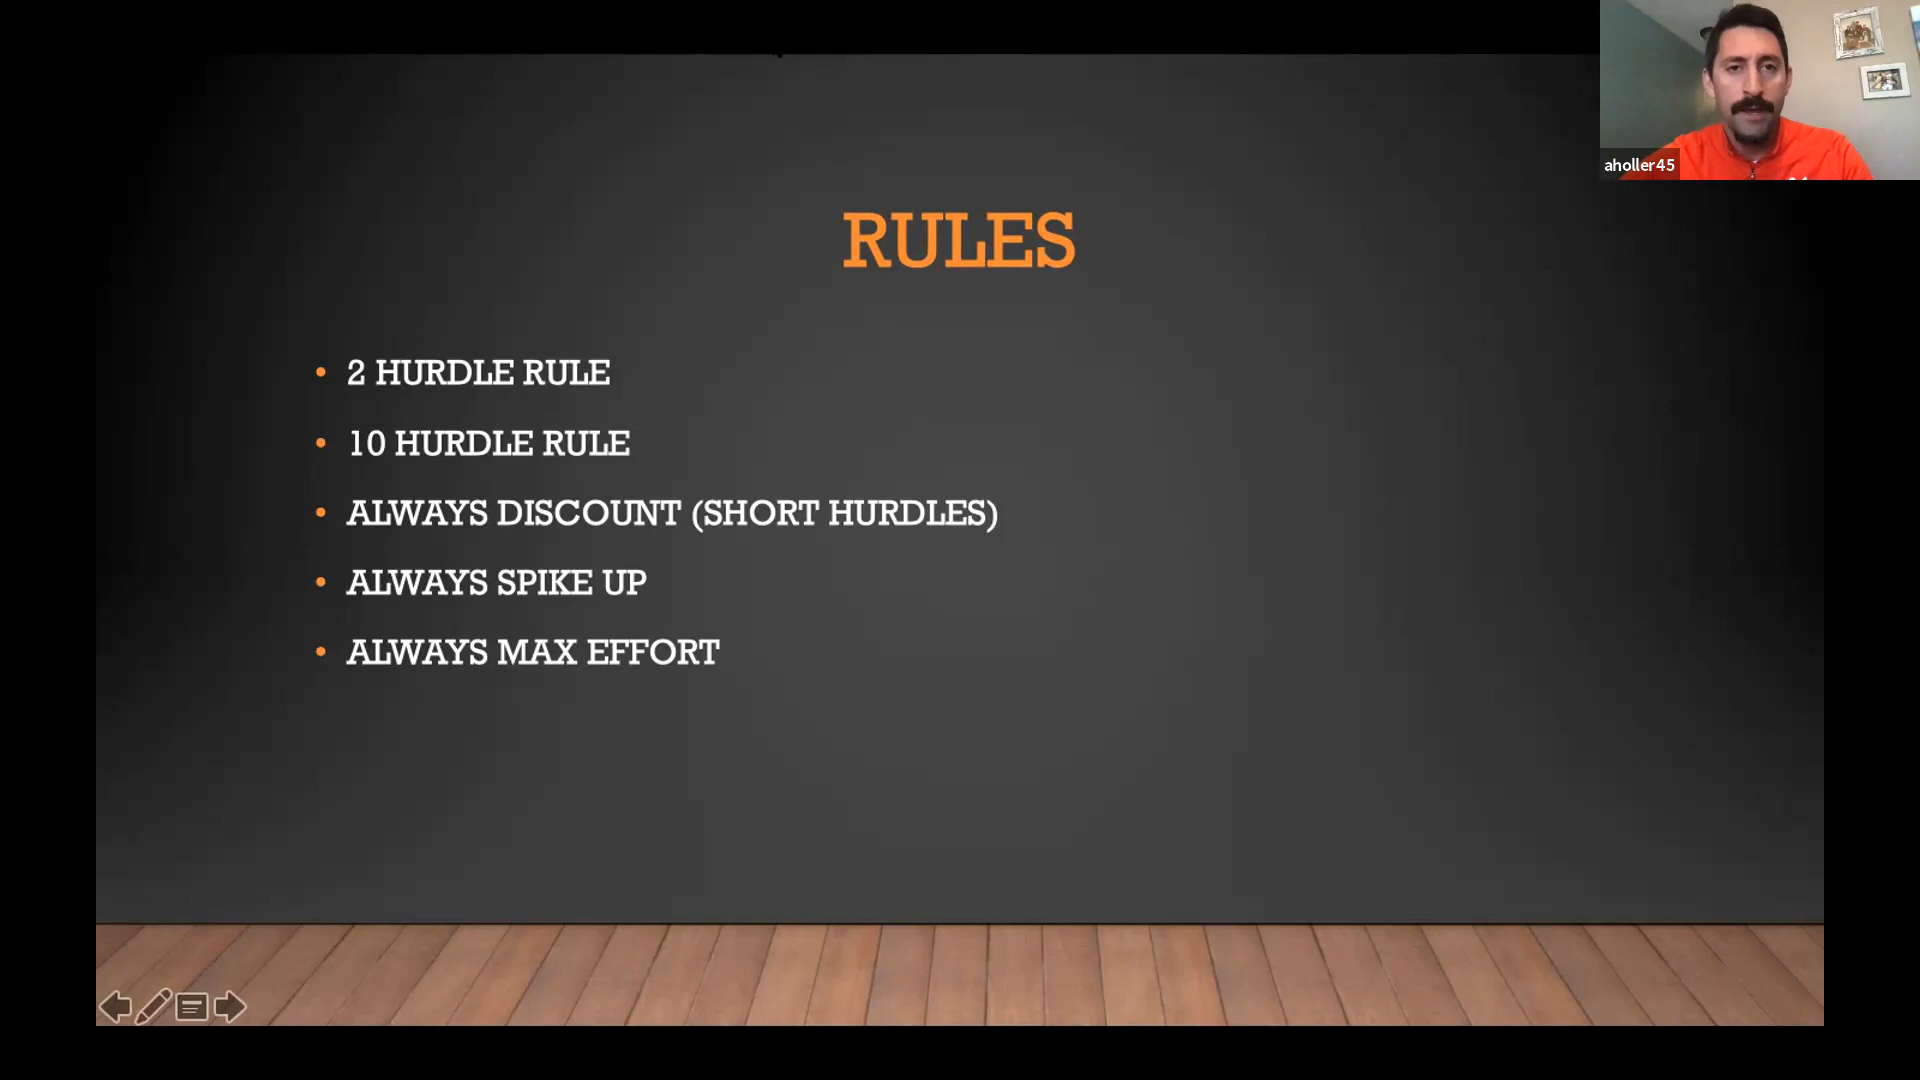 aholler45
RULES
• 2 HURDLE RULE
• 10 HURDLE RULE
• ALWAYS DISCOUNT (SHORT HURDLES)
• ALWAYS SPIKE UP
• ALWAYS MAX EFFORT